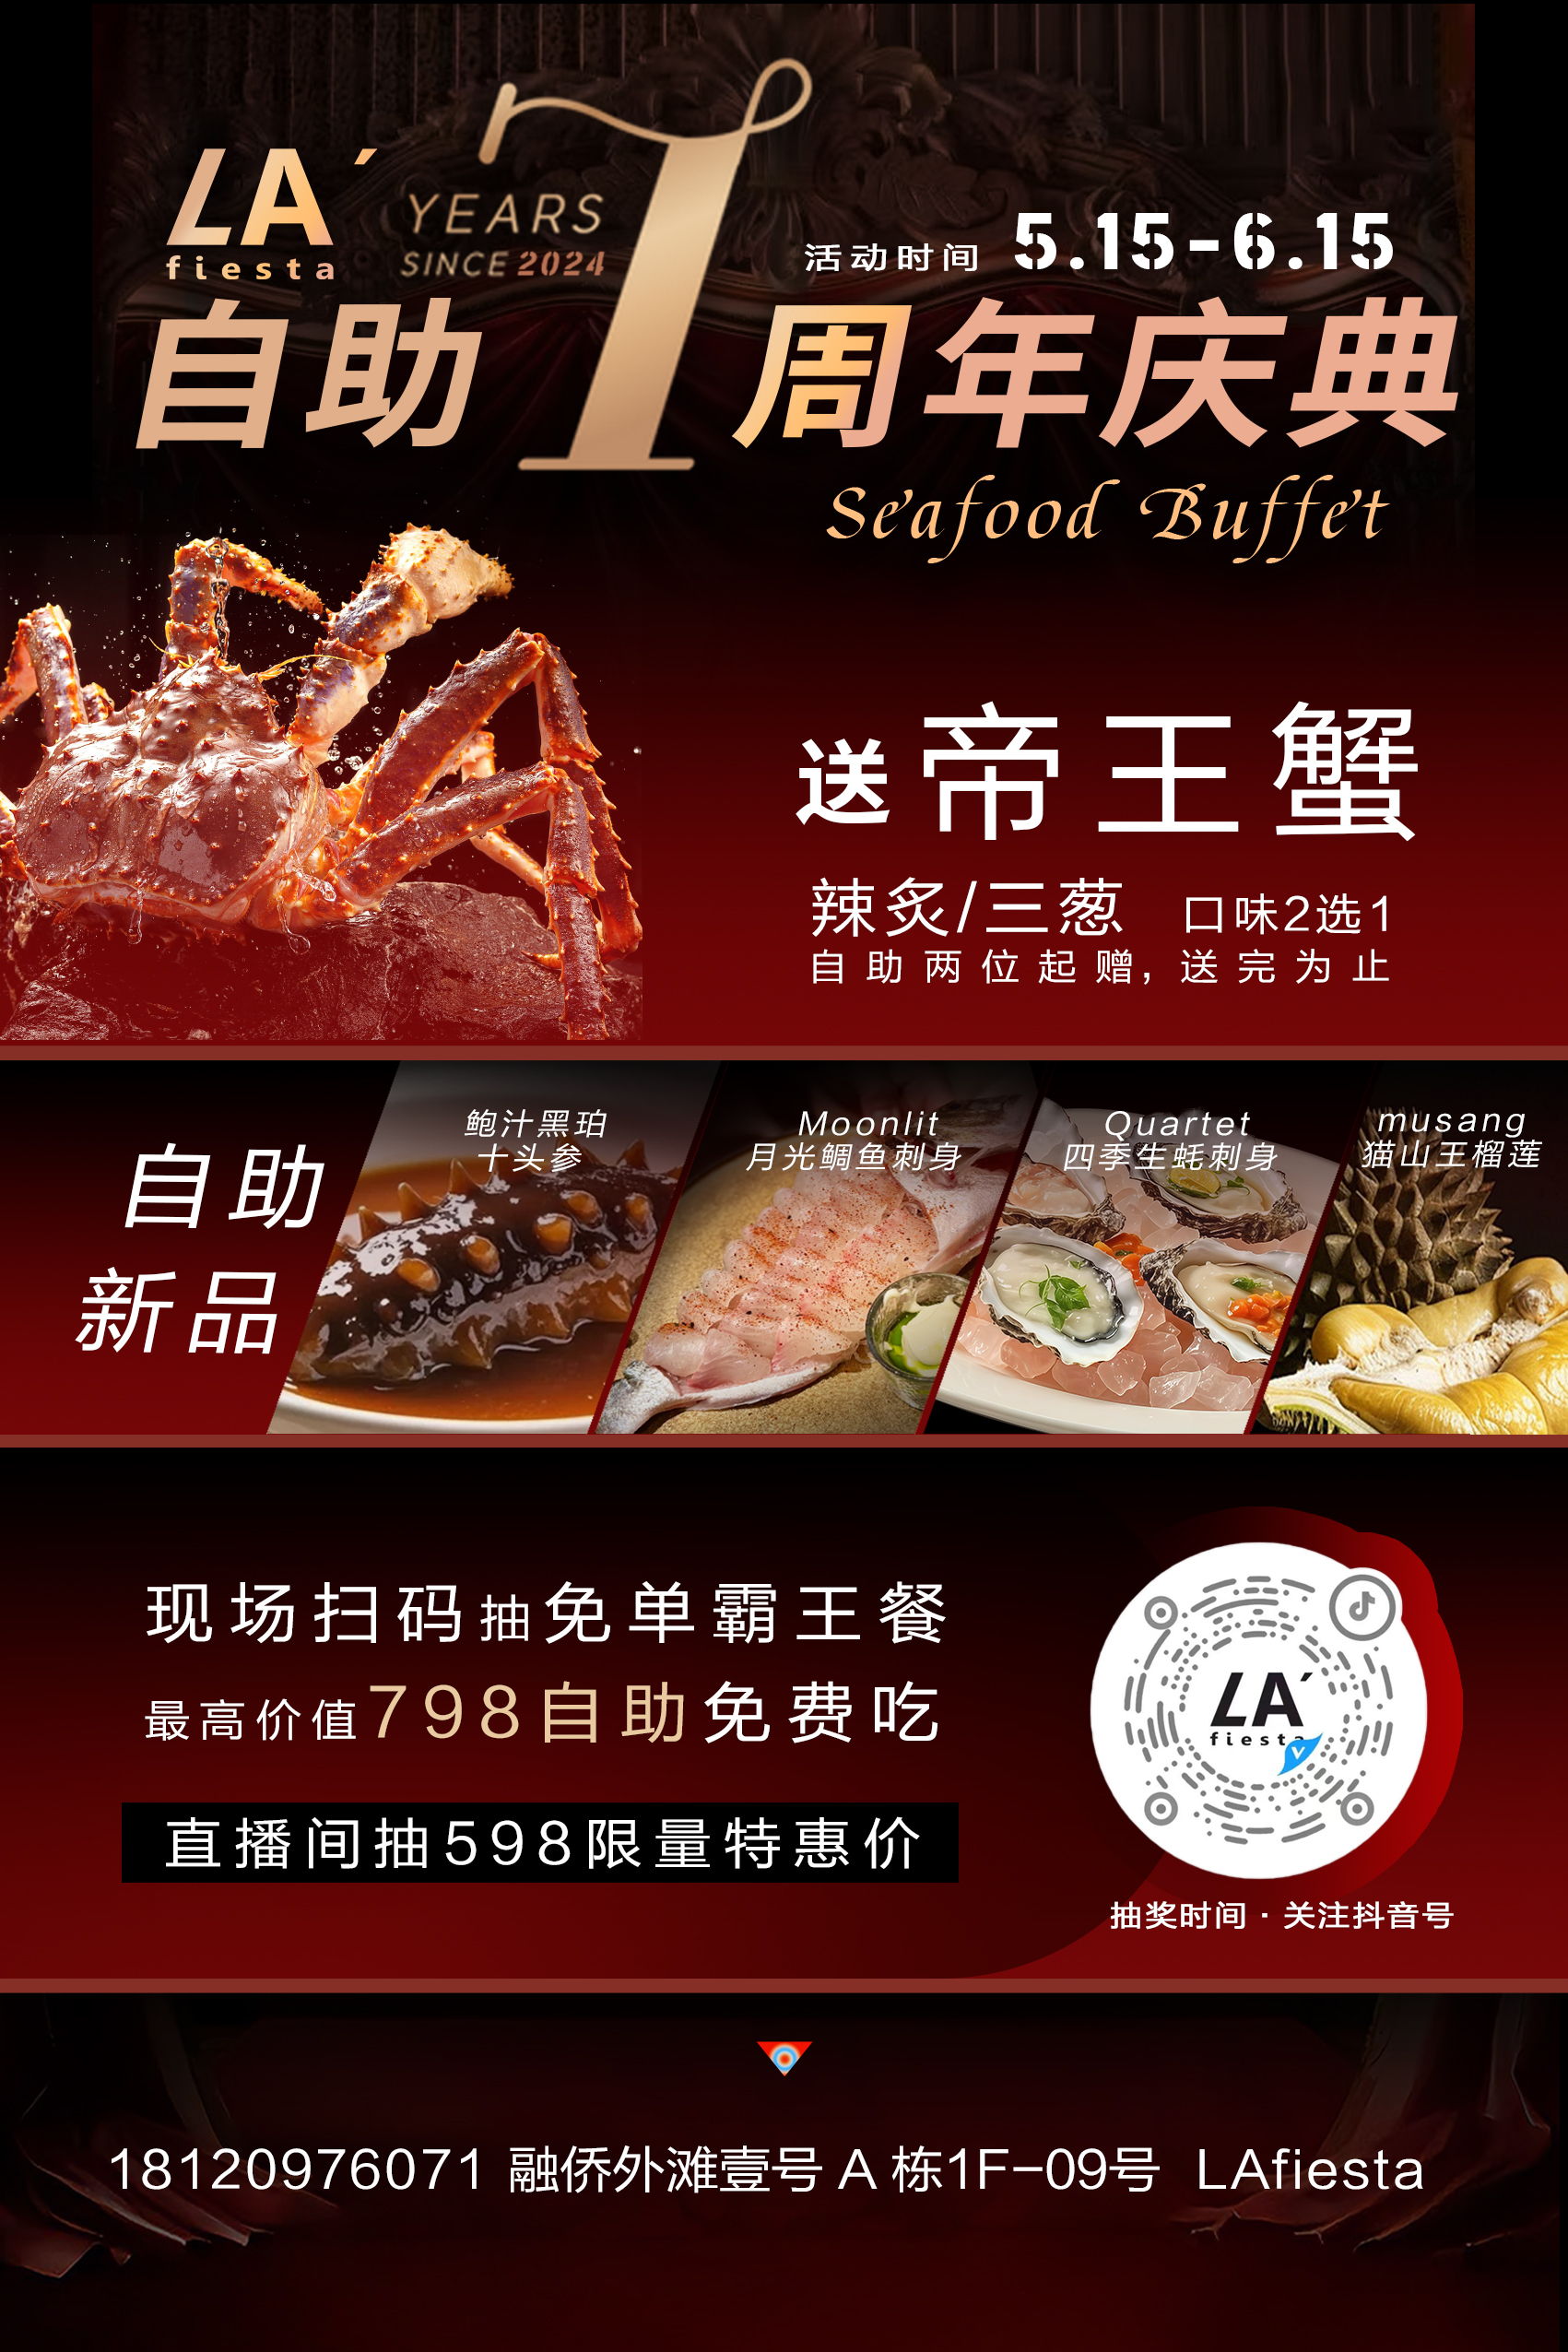 LA´
fiesta
YEARS
SINCE 2024
1
活动时间 5.15-6.15
自助 周年庆典
Seafood Buffet
送帝王蟹
辣炙/三葱 口味2选1
自助两位起赠,送完为止
自助
新品
鲍汁黑珀
十头参
Moonlit
月光鲷鱼刺身
Quartet
四季生蚝刺身
musang
猫山王榴莲
现场扫码抽免单霸王餐
最高价值798自助免费吃
直播间抽598限量特惠价
LA´
fiesta
抽奖时间·关注抖音号
18120976071 融侨外滩壹号 A 栋1F-09号 LAfiesta